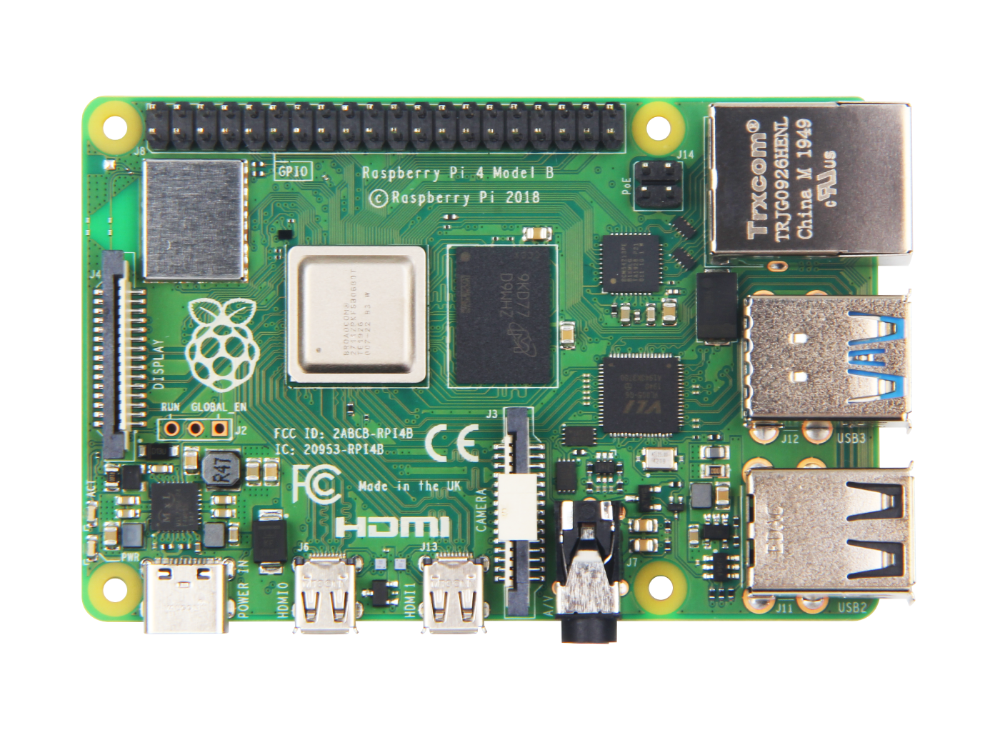 J8
GPIO
Raspberry Pi 4 Model B
©Raspberry Pi 2018
J14
PoE
Trxcom®
TRJG0926HENL
China M 1949
c US
J4
DISPLAY
BROADCOM®
TE1926
D9WHZ
9KD77
VLI
RUN GLOBAL_EN
J2
FCC ID: 2ABCB-RPI4B
IC: 20953-RPI4B
CE
FC
Made in the UK
HDMI
J3
CAMERA
R47
ACT
PWR
POWER IN
J6
HDMI0
J13
HDMI1
A/V
J7
J12
USB3
J11
USB2